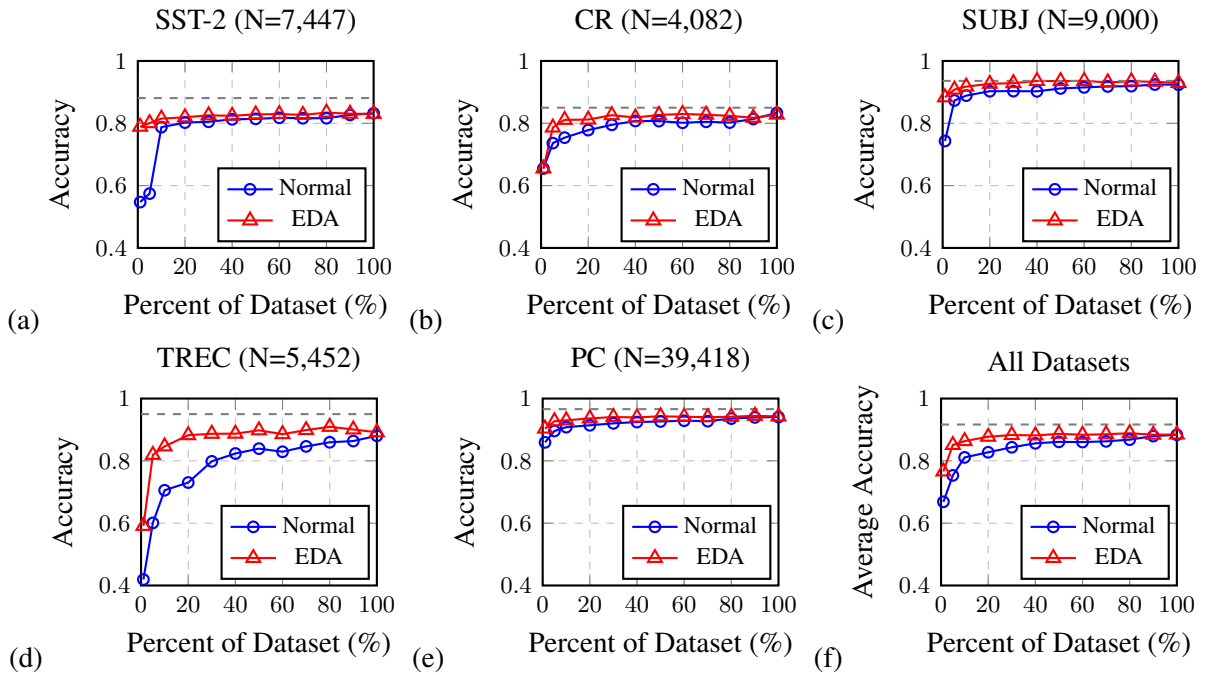 SST-2 (N=7,447)
1
0.8
0.6
0.4
Accuracy
Normal
EDA
0 20 40 60 80 100
Percent of Dataset (%)
(a)
CR (N=4,082)
1
0.8
0.6
0.4
Accuracy
Normal
EDA
0 20 40 60 80 100
Percent of Dataset (%)
(b)
SUBJ (N=9,000)
1
0.8
0.6
0.4
Accuracy
Normal
EDA
0 20 40 60 80 100
Percent of Dataset (%)
(c)
TREC (N=5,452)
1
0.8
0.6
0.4
Accuracy
Normal
EDA
0 20 40 60 80 100
Percent of Dataset (%)
(d)
PC (N=39,418)
1
0.8
0.6
0.4
Accuracy
Normal
EDA
0 20 40 60 80 100
Percent of Dataset (%)
(e)
All Datasets
1
0.8
0.6
0.4
Average Accuracy
Normal
EDA
0 20 40 60 80 100
Percent of Dataset (%)
(f)